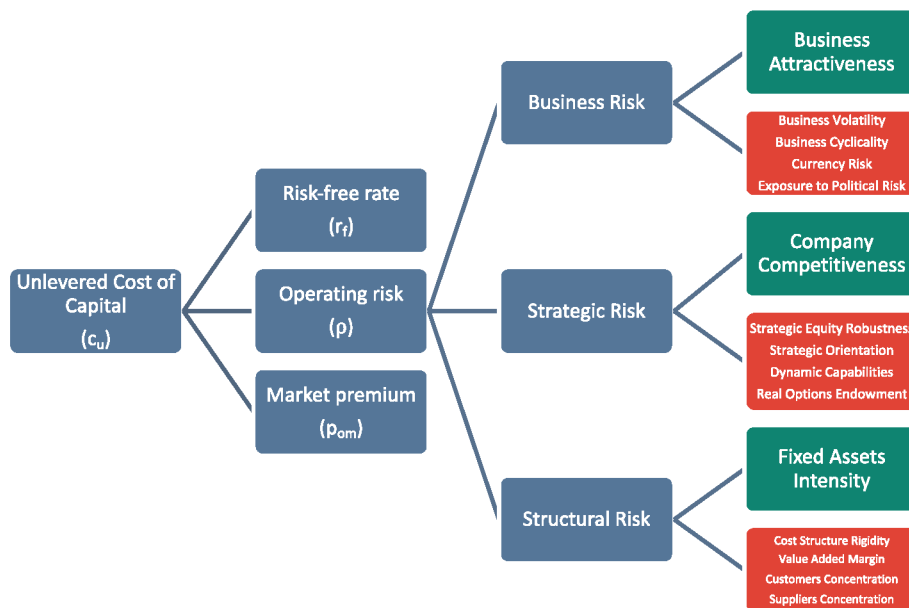 Unlevered Cost of
Capital
(cᵤ)
Risk-free rate
(r_f)
Operating risk
(ρ)
Market premium
(pₒₘ)
Business Risk
Strategic Risk
Structural Risk
Business
Attractiveness
Business Volatility
Business Cyclicality
Currency Risk
Exposure to Political Risk
Company
Competitiveness
Strategic Equity Robustness
Strategic Orientation
Dynamic Capabilities
Real Options Endowment
Fixed Assets
Intensity
Cost Structure Rigidity
Value Added Margin
Customers Concentration
Suppliers Concentration